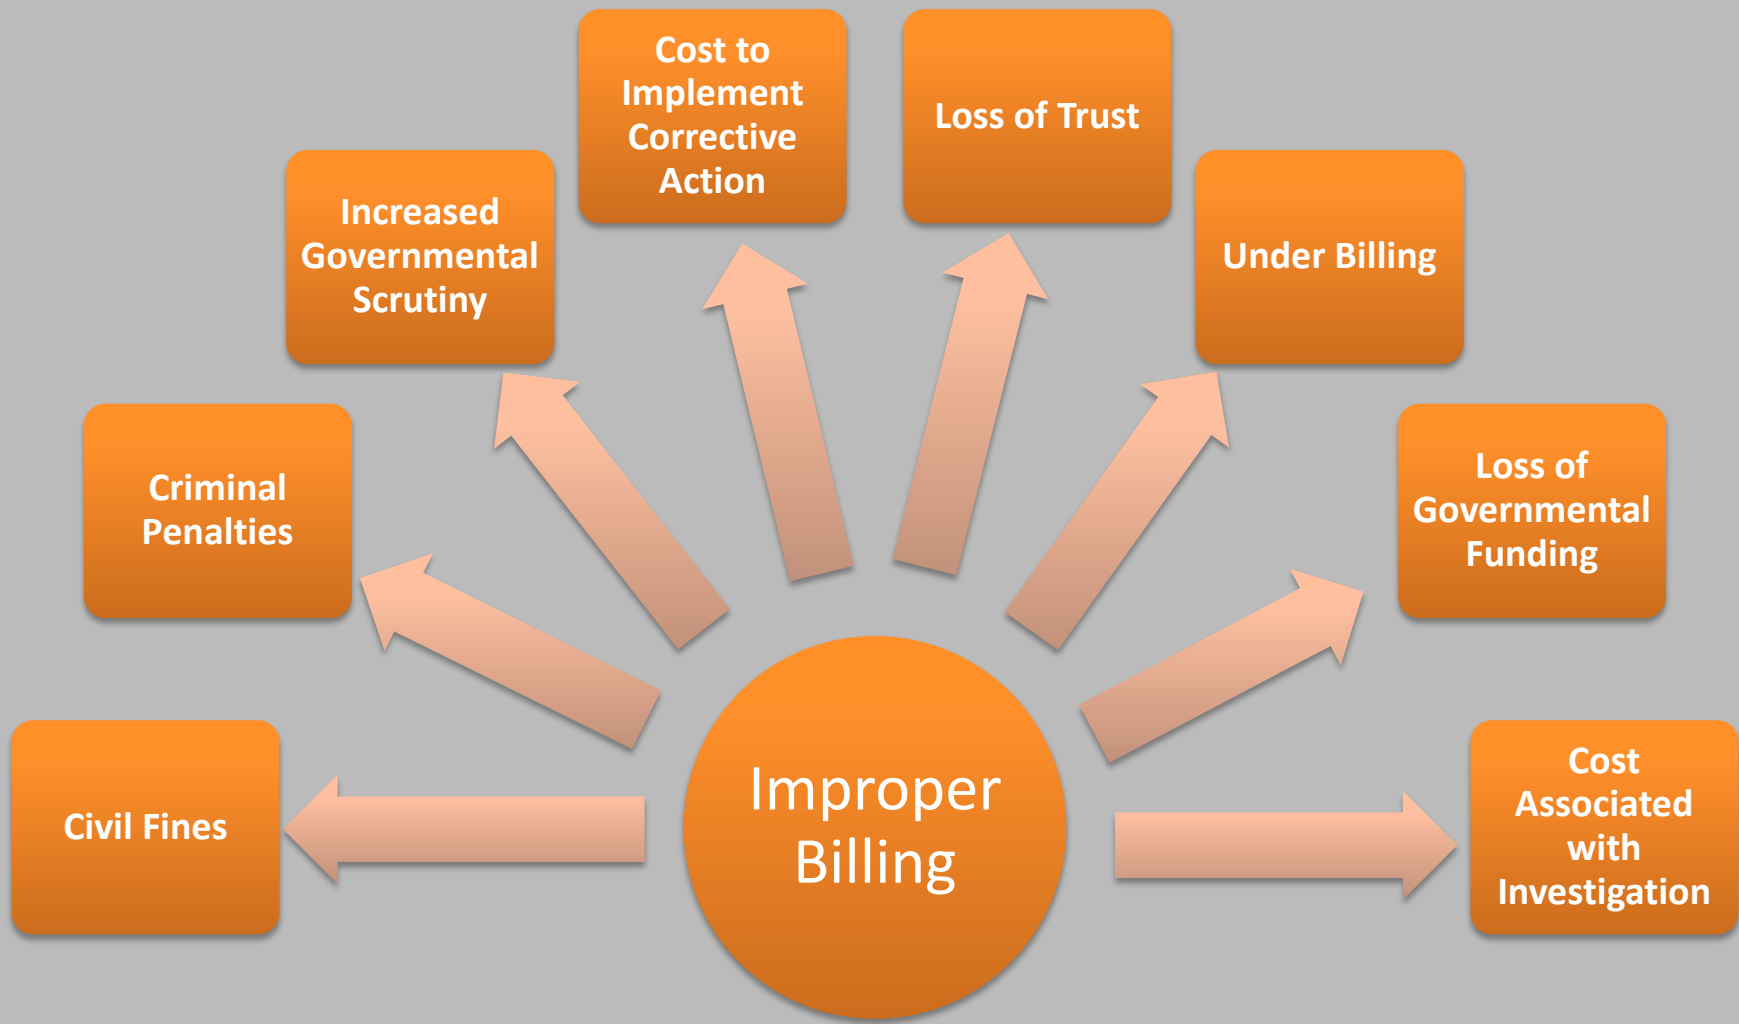 Cost to
Implement
Corrective
Action
Loss of Trust
Increased
Governmental
Scrutiny
Under Billing
Criminal
Penalties
Loss of
Governmental
Funding
Civil Fines
Improper
Billing
Cost
Associated
with
Investigation